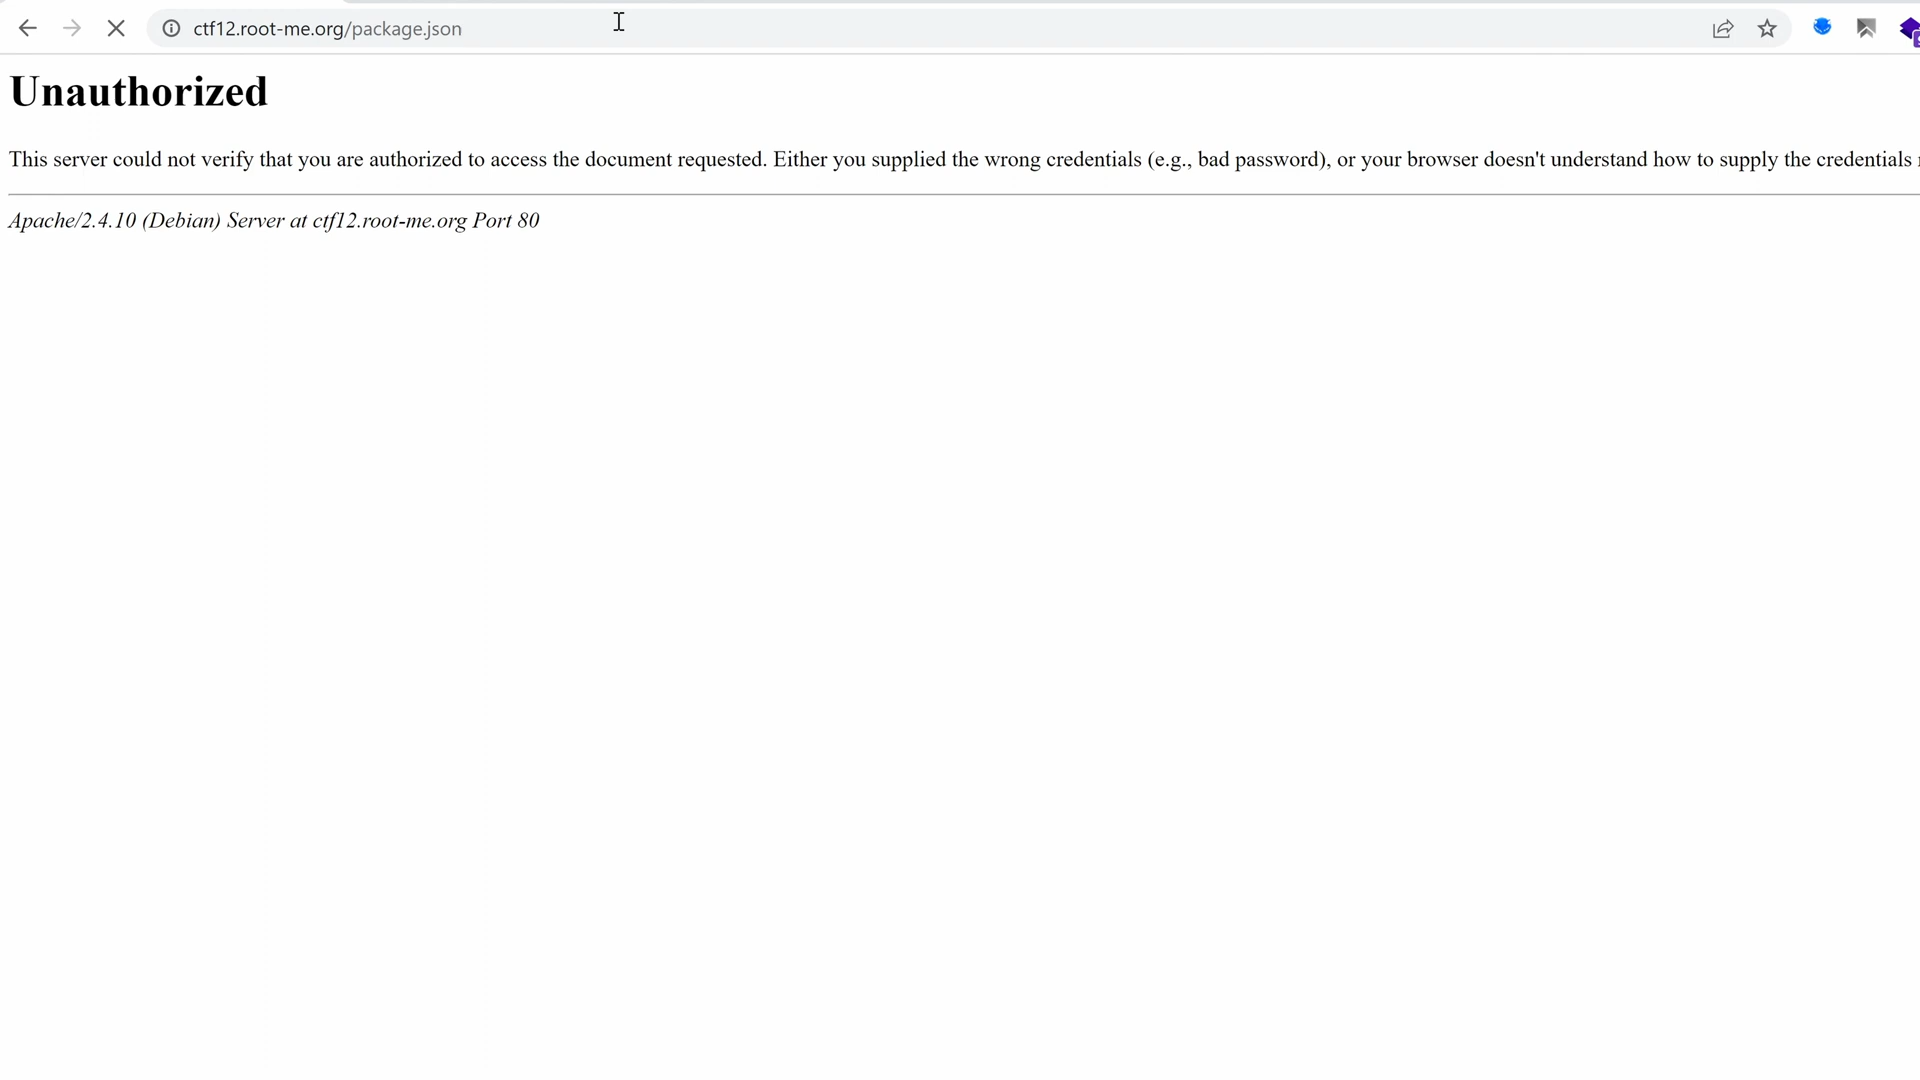 ctf12.root-me.org/package.json
Unauthorized
This server could not verify that you are authorized to access the document requested. Either you supplied the wrong credentials (e.g., bad password), or your browser doesn't understand how to supply the credentials
Apache/2.4.10 (Debian) Server at ctf12.root-me.org Port 80